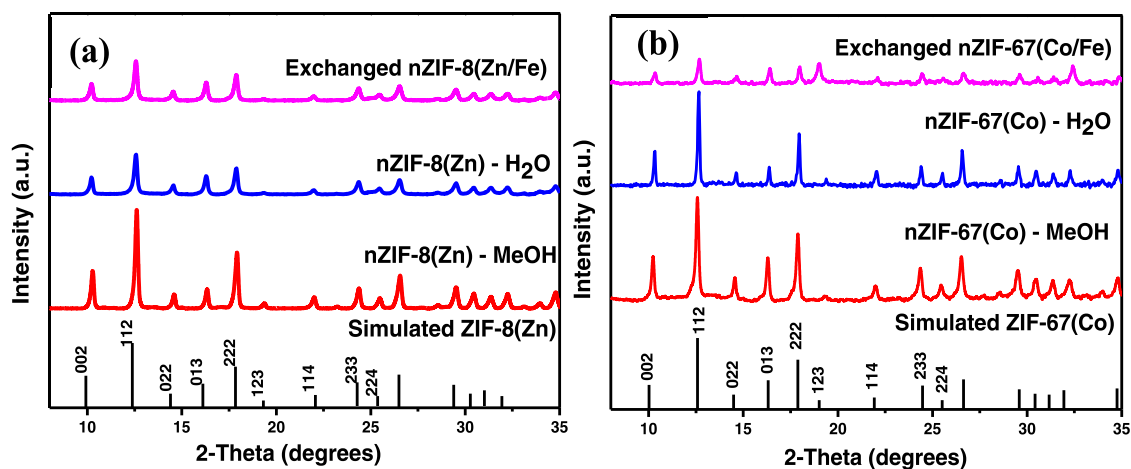 (a)
Exchanged nZIF-8(Zn/Fe)
nZIF-8(Zn) - H₂O
nZIF-8(Zn) - MeOH
Simulated ZIF-8(Zn)
002
112
022
013
222
123
114
233
224
Intensity (a.u.)
10 15 20 25 30 35
2-Theta (degrees)
(b)
Exchanged nZIF-67(Co/Fe)
nZIF-67(Co) - H₂O
nZIF-67(Co) - MeOH
Simulated ZIF-67(Co)
002
112
022
013
222
123
114
233
225
Intensity (a.u.)
10 15 20 25 30 35
2-Theta (degrees)